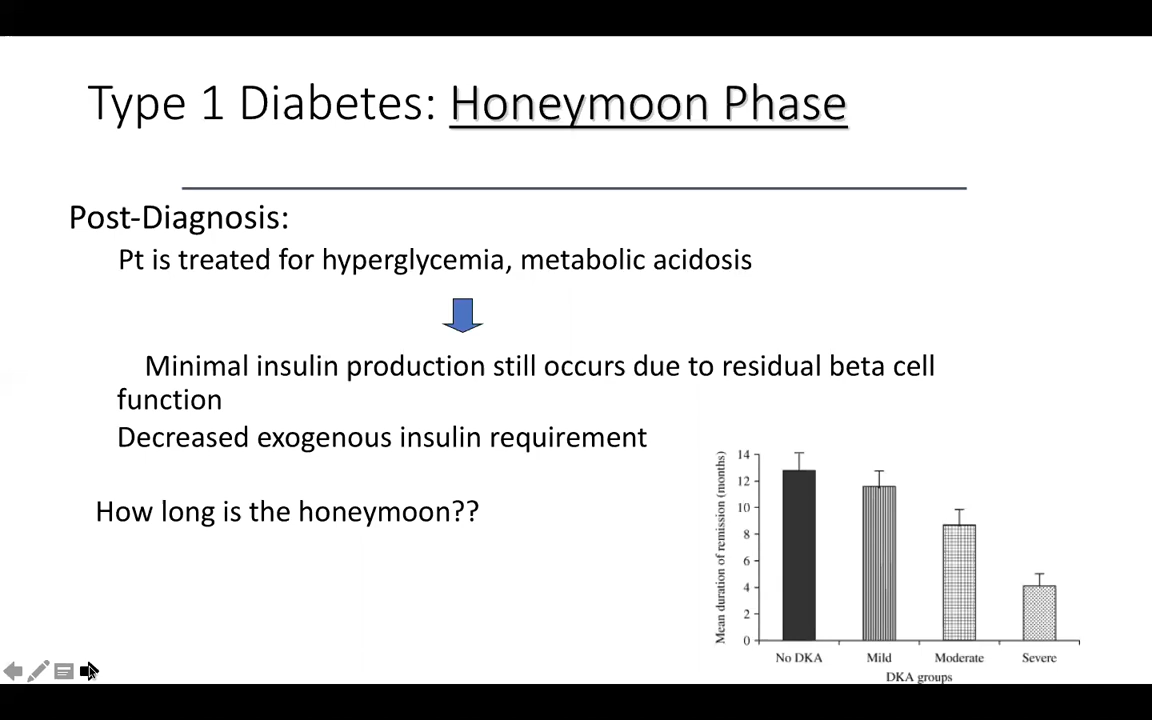 Type 1 Diabetes: Honeymoon Phase
Post-Diagnosis:
Pt is treated for hyperglycemia, metabolic acidosis
Minimal insulin production still occurs due to residual beta cell
function
Decreased exogenous insulin requirement
How long is the honeymoon??
Mean duration of remission (months)
14
12
10
8
6
4
2
0
No DKA Mild Moderate Severe
DKA groups